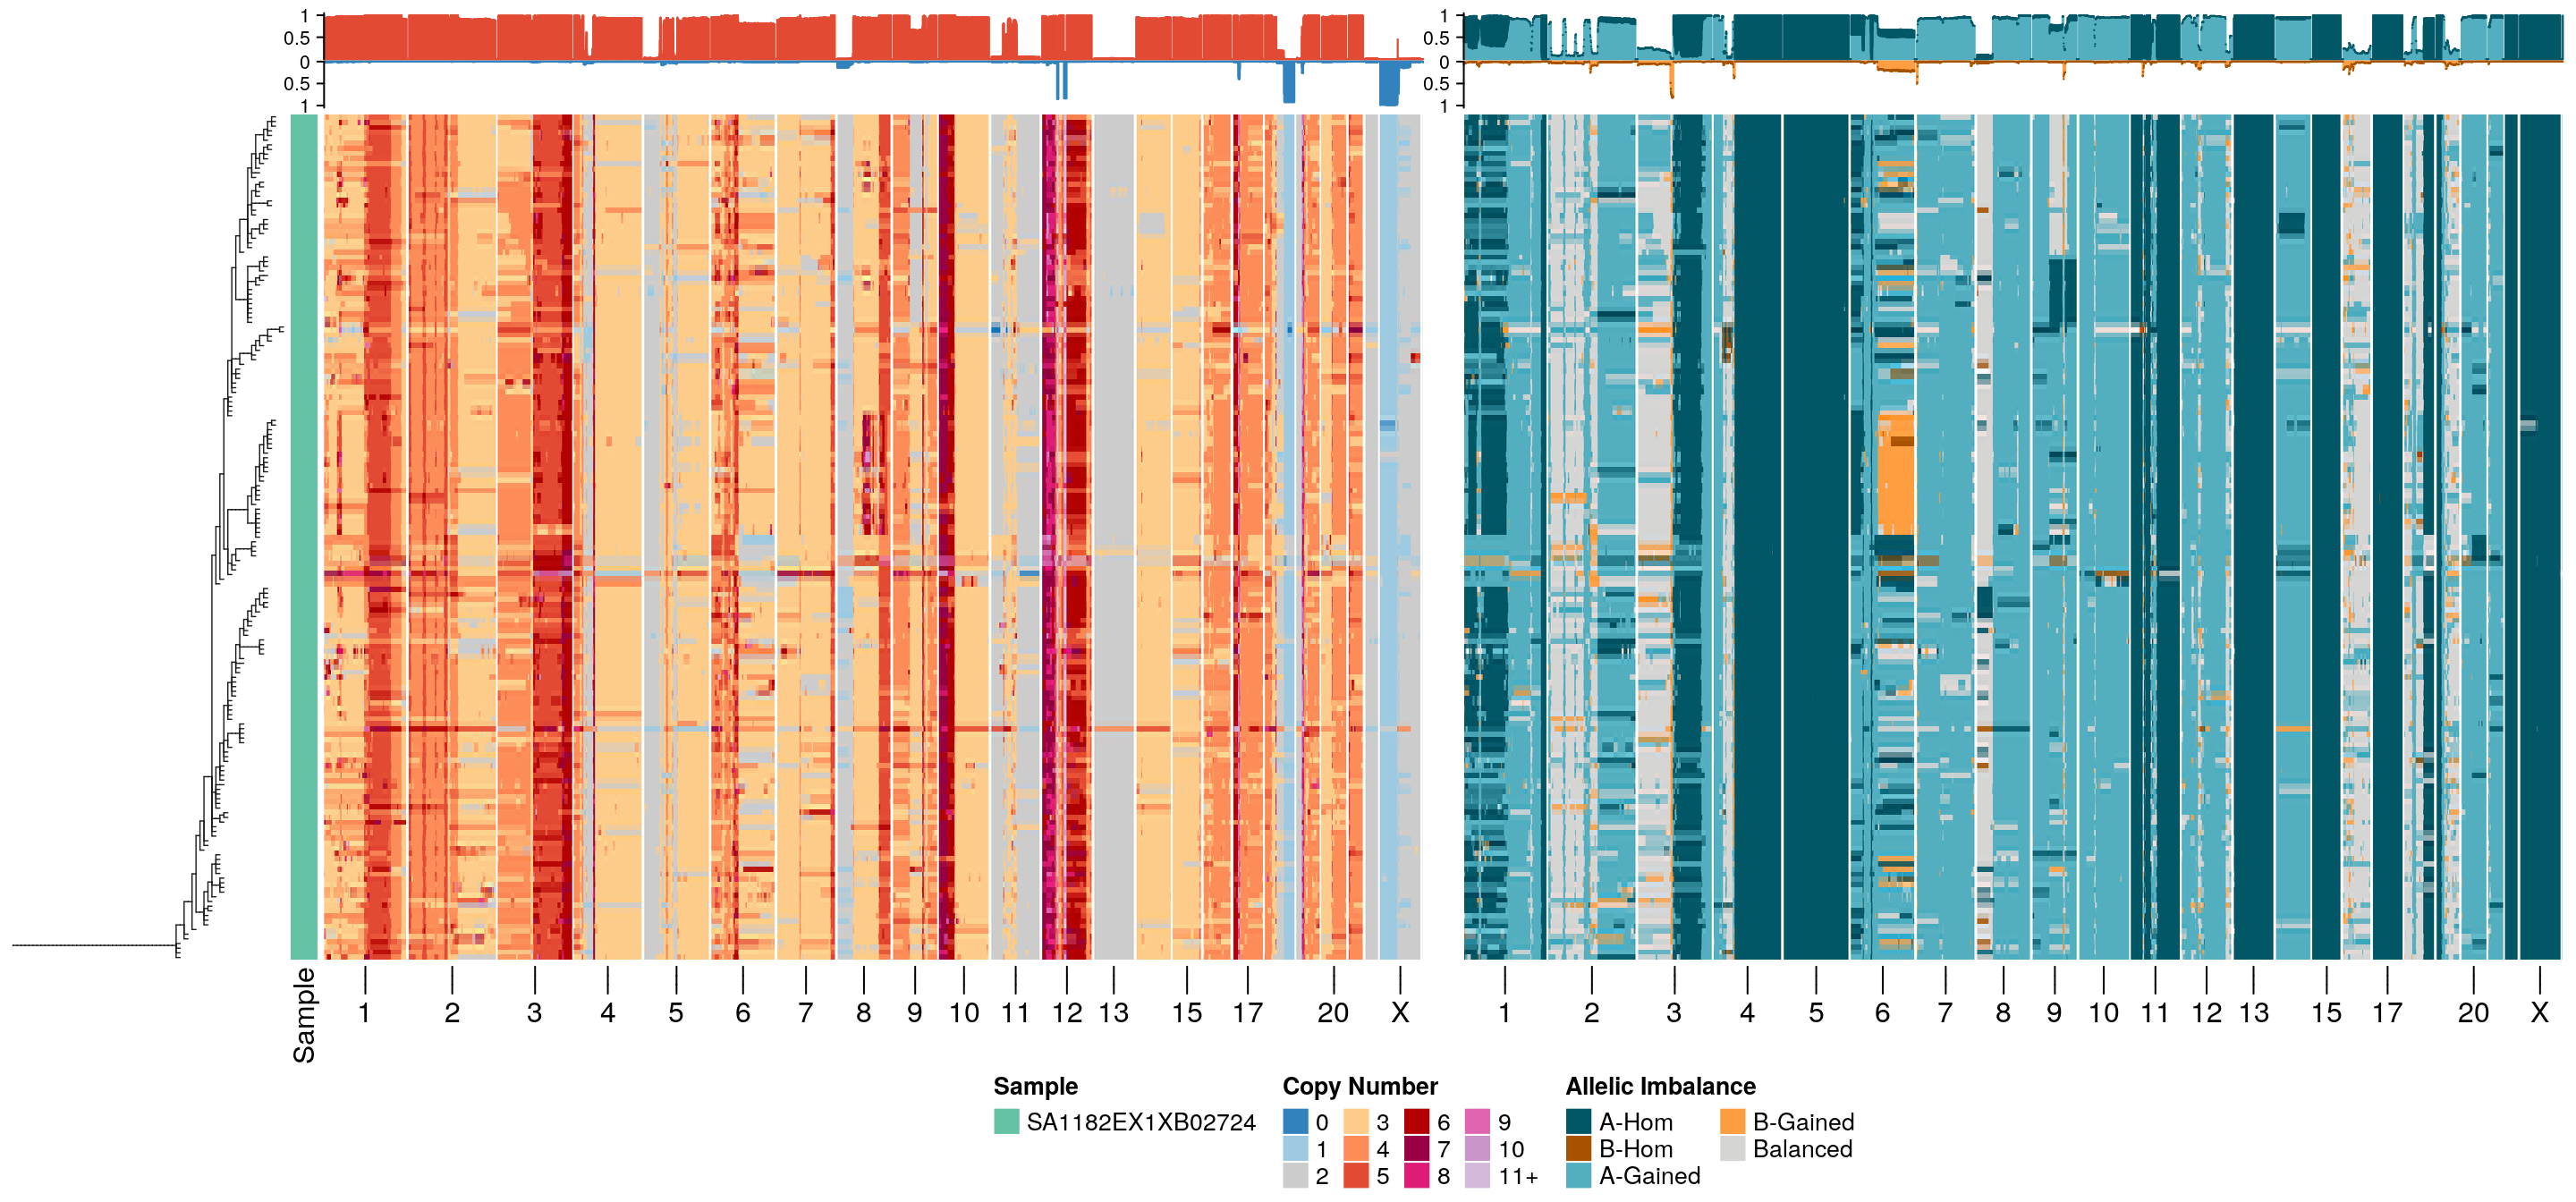 1 1
0.5 0.5
0 0
0.5 0.5
1 1
Sample
1 2 3 4 5 6 7 8 9 10 11 12 13 15 17 20 X
1 2 3 4 5 6 7 8 9 10 11 12 13 15 17 20 X
Sample Copy Number Allelic Imbalance
SA1182EX1XB02724 0 3 6 9 A-Hom B-Gained
1 4 7 10 B-Hom Balanced
2 5 8 11+ A-Gained